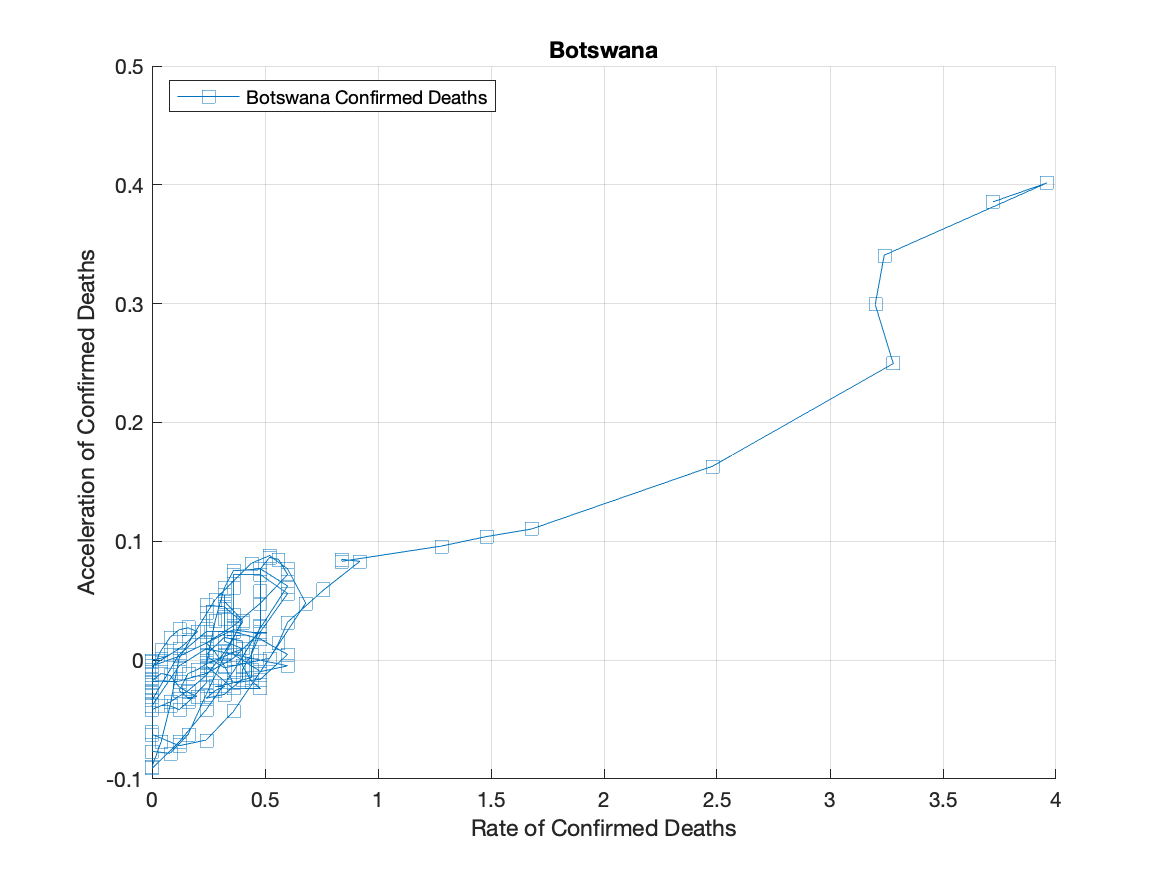 Botswana
Botswana Confirmed Deaths
Acceleration of Confirmed Deaths
0.5
0.4
0.3
0.2
0.1
0
-0.1
0 0.5 1 1.5 2 2.5 3 3.5 4
Rate of Confirmed Deaths